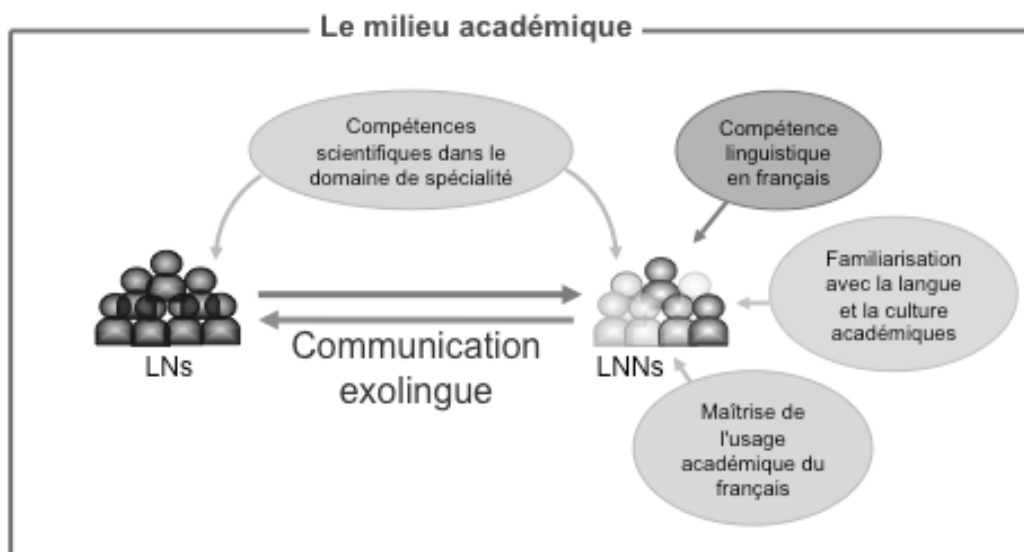 Le milieu académique
Compétences
scientifiques dans le
domaine de spécialité
Compétence
linguistique
en français
Familiarisation
avec la langue
et la culture
académiques
LNs
Communication
exolingue
LNNs
Maîtrise de
l'usage
académique du
français